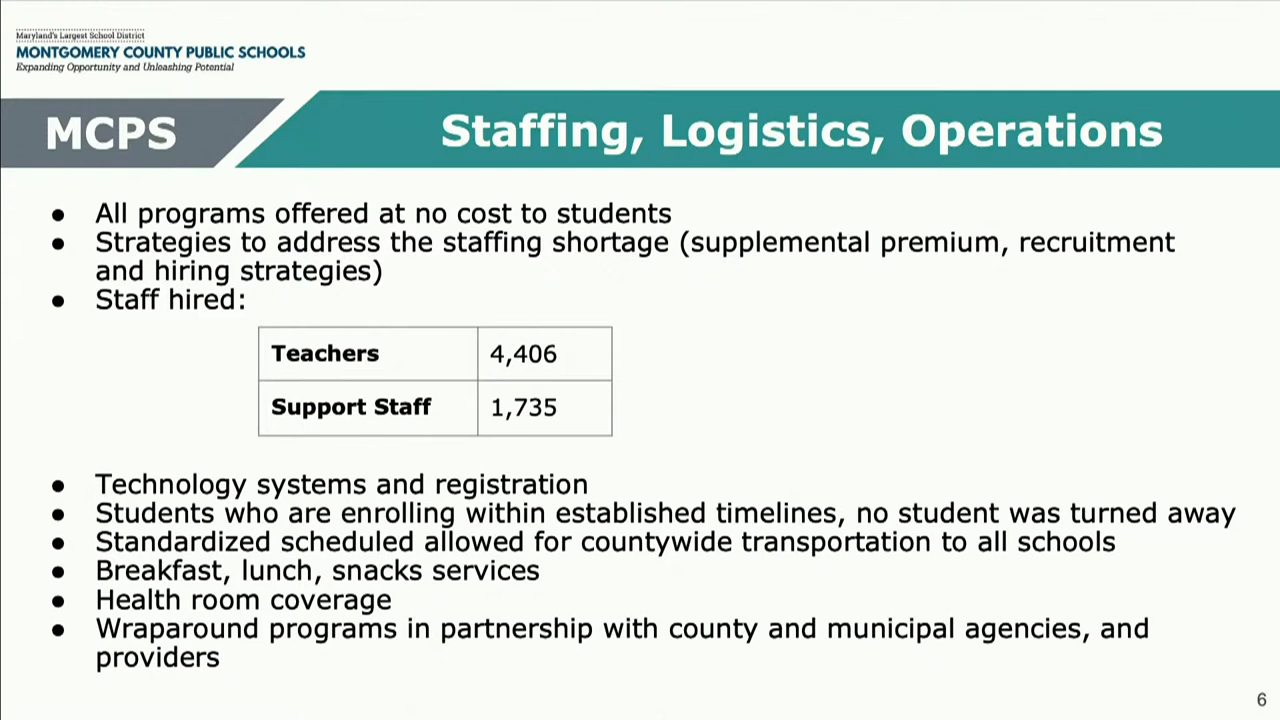 Maryland's Largest School District
MONTGOMERY COUNTY PUBLIC SCHOOLS
Expanding Opportunity and Unleashing Potential
MCPS
Staffing, Logistics, Operations
● All programs offered at no cost to students
● Strategies to address the staffing shortage (supplemental premium, recruitment
and hiring strategies)
● Staff hired:
Teachers 4,406
Support Staff 1,735
● Technology systems and registration
● Students who are enrolling within established timelines, no student was turned away
● Standardized scheduled allowed for countywide transportation to all schools
● Breakfast, lunch, snacks services
● Health room coverage
● Wraparound programs in partnership with county and municipal agencies, and
providers
6